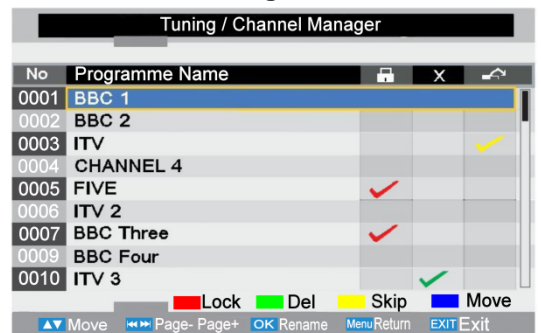 Tuning / Channel Manager
No Programme Name X
0001 BBC 1
0002 BBC 2
0003 ITV
0004 CHANNEL 4
0005 FIVE
0006 ITV 2
0007 BBC Three
0009 BBC Four
0010 ITV 3
Lock Del Skip Move
Move Page- Page+ OK Rename Menu Return EXIT Exit